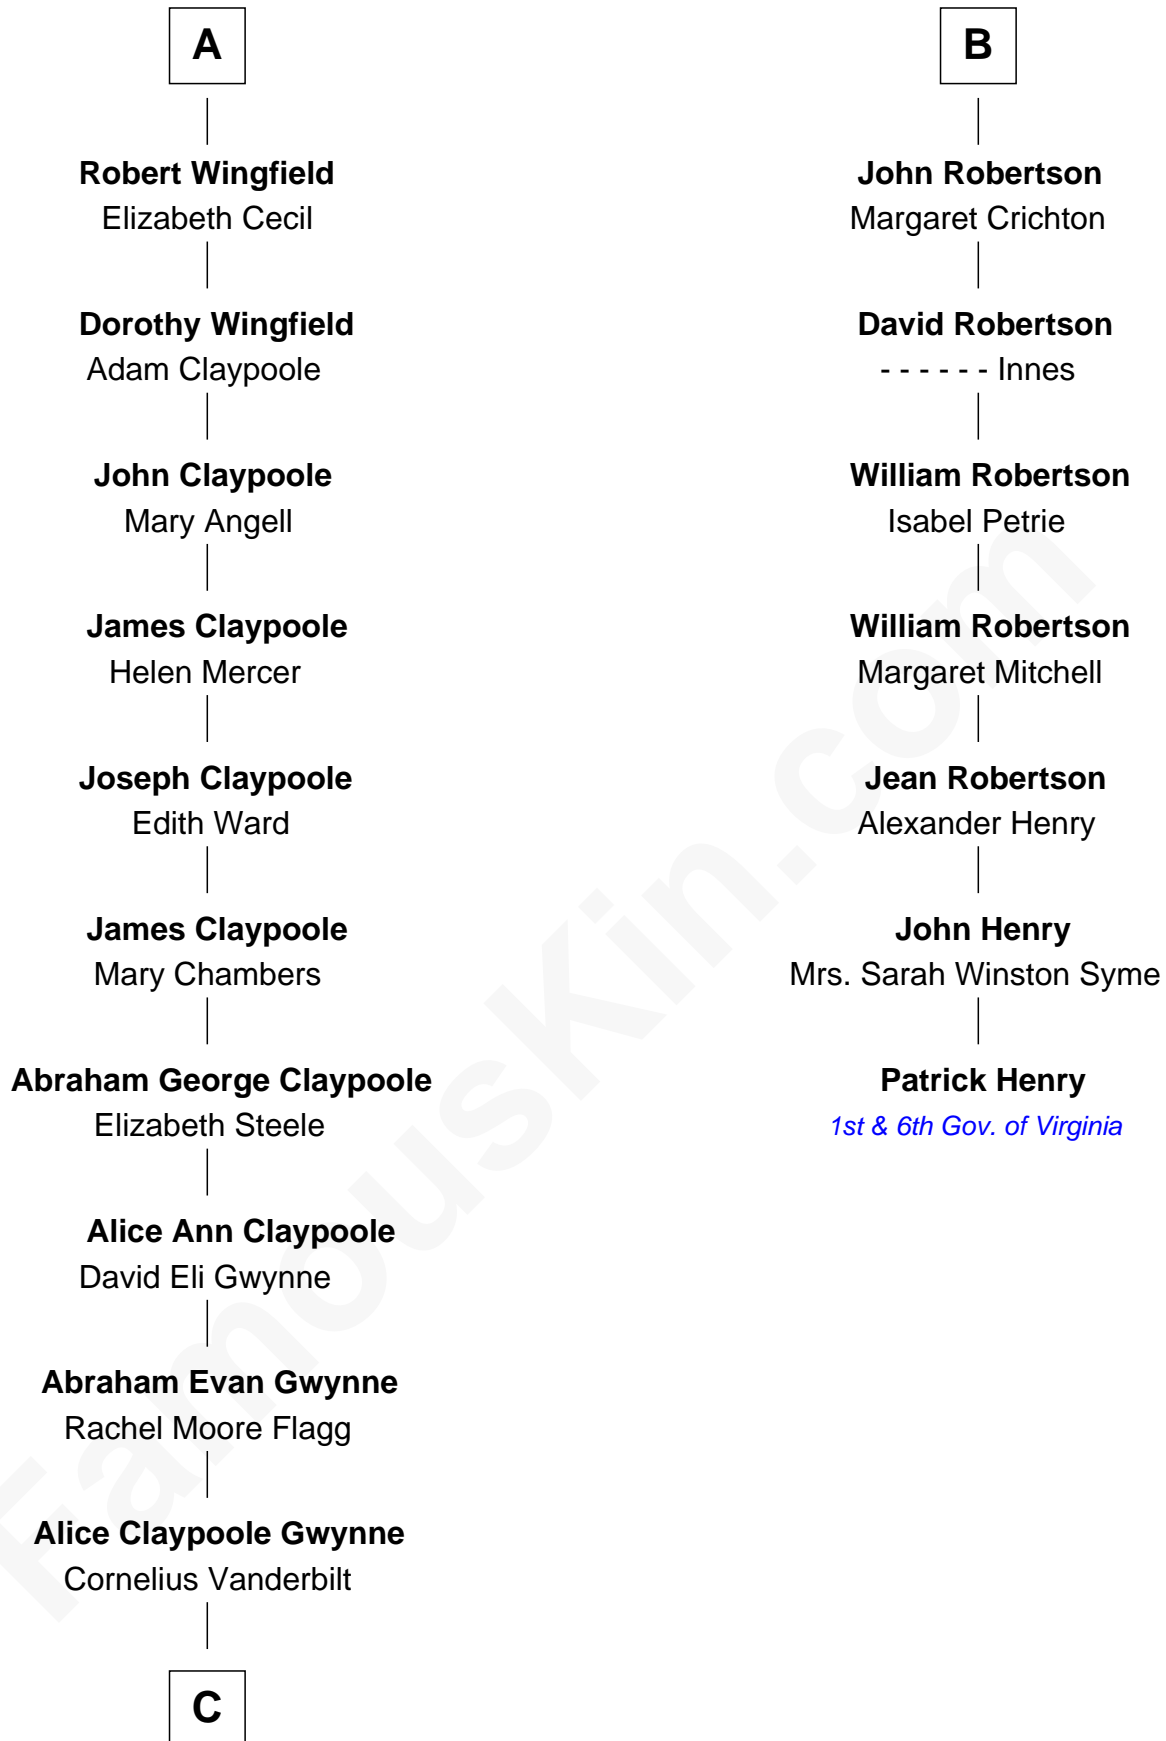 A
Robert Wingfield
Elizabeth Cecil
Dorothy Wingfield
Adam Claypoole
John Claypoole
Mary Angell
James Claypoole
Helen Mercer
Joseph Claypoole
Edith Ward
James Claypoole
Mary Chambers
Abraham George Claypoole
Elizabeth Steele
Alice Ann Claypoole
David Eli Gwynne
Abraham Evan Gwynne
Rachel Moore Flagg
Alice Claypoole Gwynne
Cornelius Vanderbilt
C
B
John Robertson
Margaret Crichton
David Robertson
- - - - - - Innes
William Robertson
Isabel Petrie
William Robertson
Margaret Mitchell
Jean Robertson
Alexander Henry
John Henry
Mrs. Sarah Winston Syme
Patrick Henry
1st & 6th Gov. of Virginia
FamousKin.com